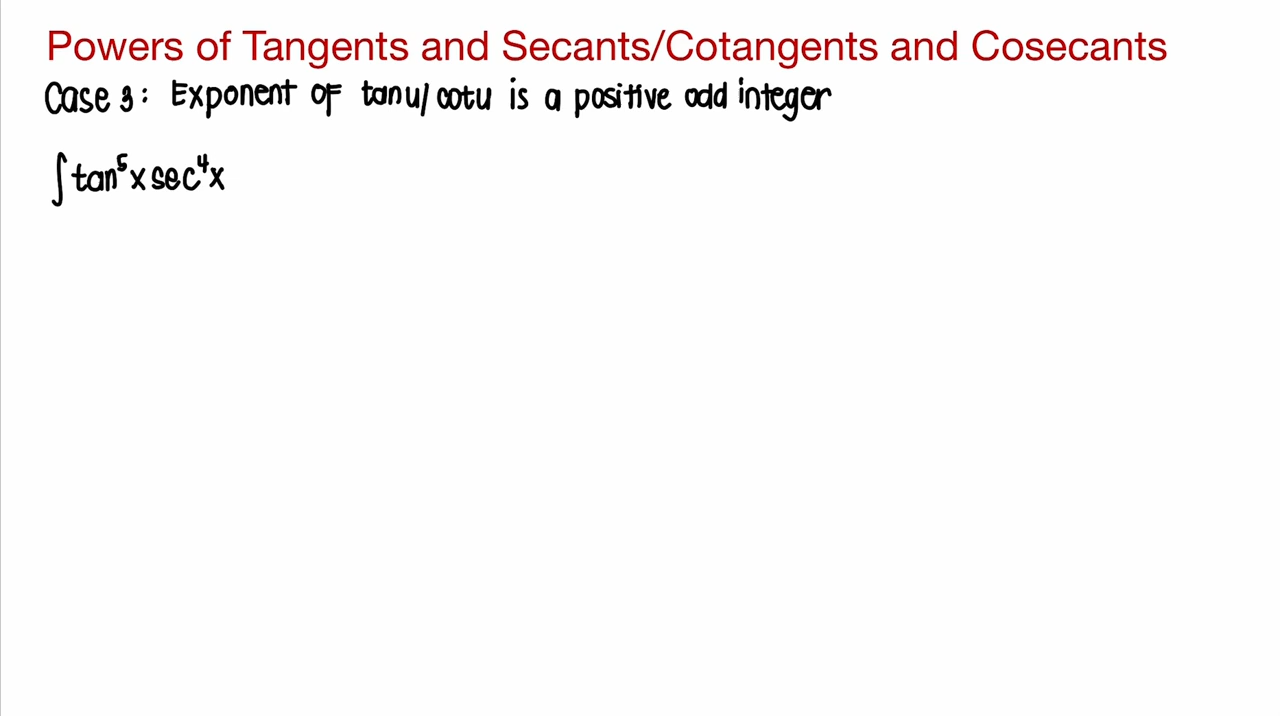 Powers of Tangents and Secants/Cotangents and Cosecants
Case 3: Exponent of tanu/cotu is a positive odd integer
∫tan⁵x sec⁴x